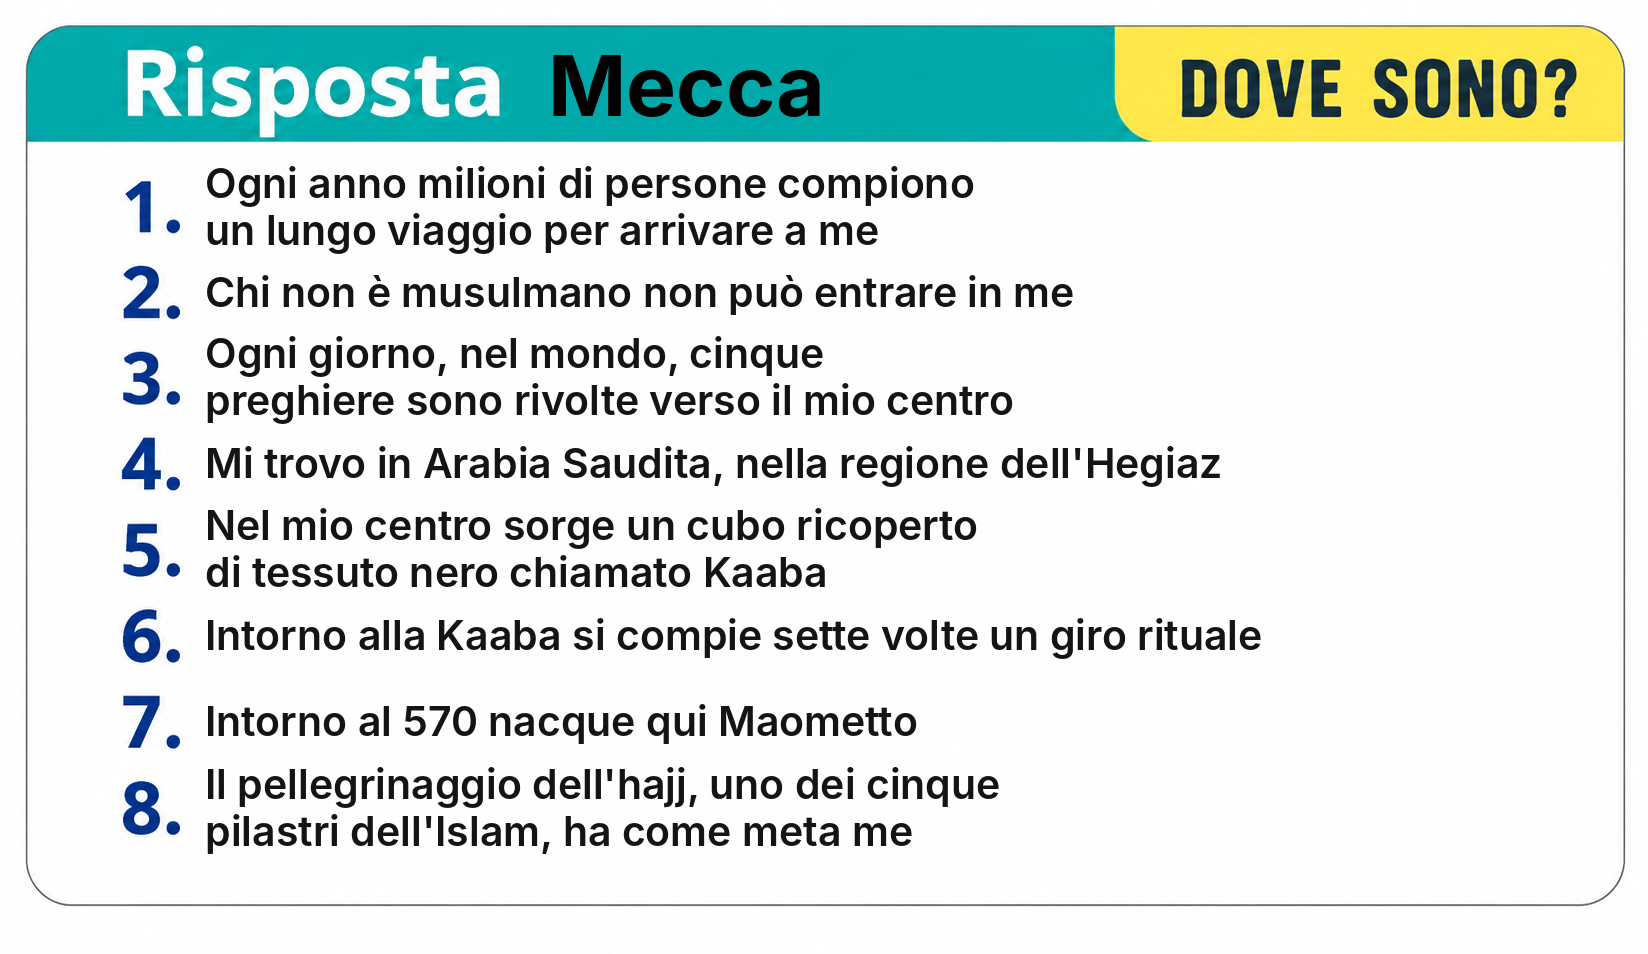 Risposta Mecca
DOVE SONO?
1. Ogni anno milioni di persone compiono
un lungo viaggio per arrivare a me
2. Chi non è musulmano non può entrare in me
3. Ogni giorno, nel mondo, cinque
preghiere sono rivolte verso il mio centro
4. Mi trovo in Arabia Saudita, nella regione dell'Hegiaz
5. Nel mio centro sorge un cubo ricoperto
di tessuto nero chiamato Kaaba
6. Intorno alla Kaaba si compie sette volte un giro rituale
7. Intorno al 570 nacque qui Maometto
8. Il pellegrinaggio dell'hajj, uno dei cinque
pilastri dell'Islam, ha come meta me